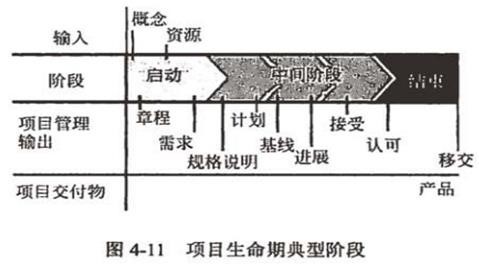 概念
输入 资源
阶段 启动 中间阶段 结束
项目管理 章程 计划 接受
输出 需求 基线 认可
规格说明 进展 移交
项目交付物 产品
图 4-11 项目生命期典型阶段